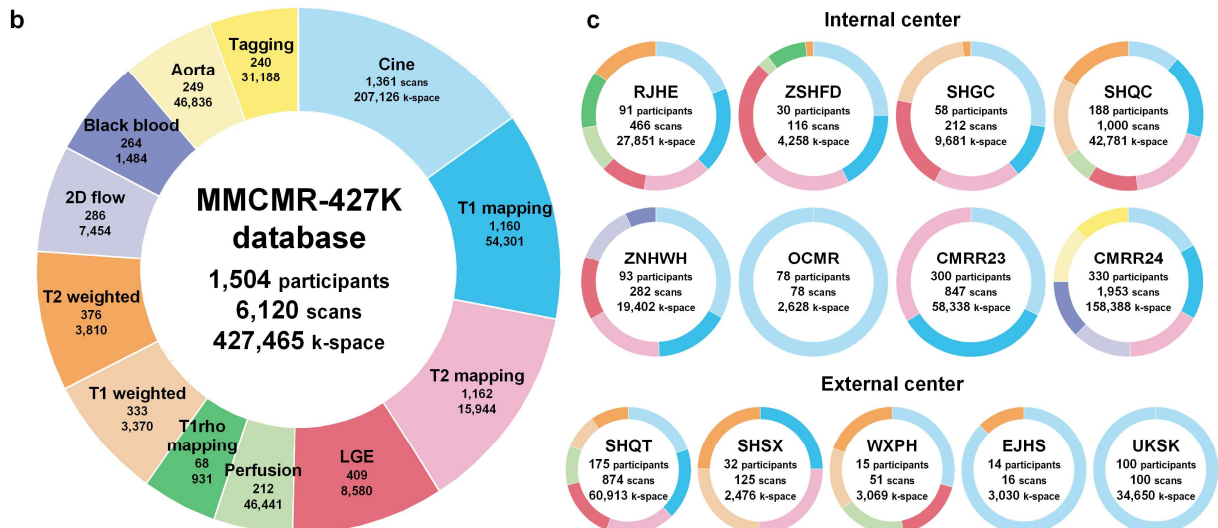 b
MMCMR-427K
database
1,504 participants
6,120 scans
427,465 k-space
Cine
1,361 scans
207,126 k-space
T1 mapping
1,160
54,301
T2 mapping
1,162
15,944
LGE
409
8,580
Perfusion
212
46,441
T1rho
mapping
68
931
T1 weighted
333
3,370
T2 weighted
376
3,810
2D flow
286
7,454
Black blood
264
1,484
Aorta
249
46,836
Tagging
240
31,188
c
Internal center
RJHE
91 participants
466 scans
27,851 k-space
ZSHFD
30 participants
116 scans
4,258 k-space
SHGC
58 participants
212 scans
9,681 k-space
SHQC
188 participants
1,000 scans
42,781 k-space
ZNHWH
93 participants
282 scans
19,402 k-space
OCMR
78 participants
78 scans
2,628 k-space
CMRR23
300 participants
847 scans
58,338 k-space
CMRR24
330 participants
1,953 scans
158,388 k-space
External center
SHQT
175 participants
874 scans
60,913 k-space
SHSX
32 participants
125 scans
2,476 k-space
WXPH
15 participants
51 scans
3,069 k-space
EJHS
14 participants
16 scans
3,030 k-space
UKSK
100 participants
100 scans
34,650 k-space